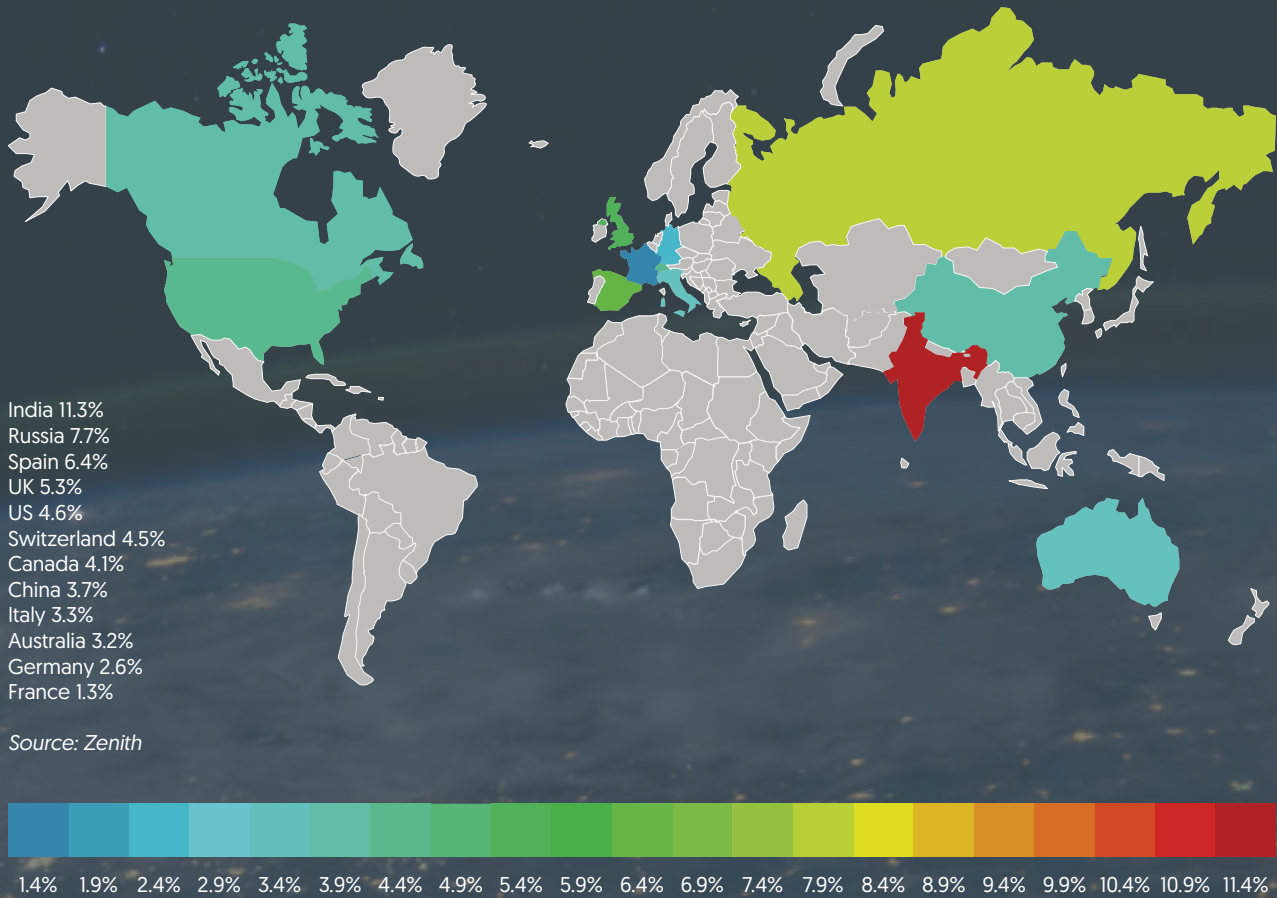 India 11.3%
Russia 7.7%
Spain 6.4%
UK 5.3%
US 4.6%
Switzerland 4.5%
Canada 4.1%
China 3.7%
Italy 3.3%
Australia 3.2%
Germany 2.6%
France 1.3%
Source: Zenith
1.4% 1.9% 2.4% 2.9% 3.4% 3.9% 4.4% 4.9% 5.4% 5.9% 6.4% 6.9% 7.4% 7.9% 8.4% 8.9% 9.4% 9.9% 10.4% 10.9% 11.4%